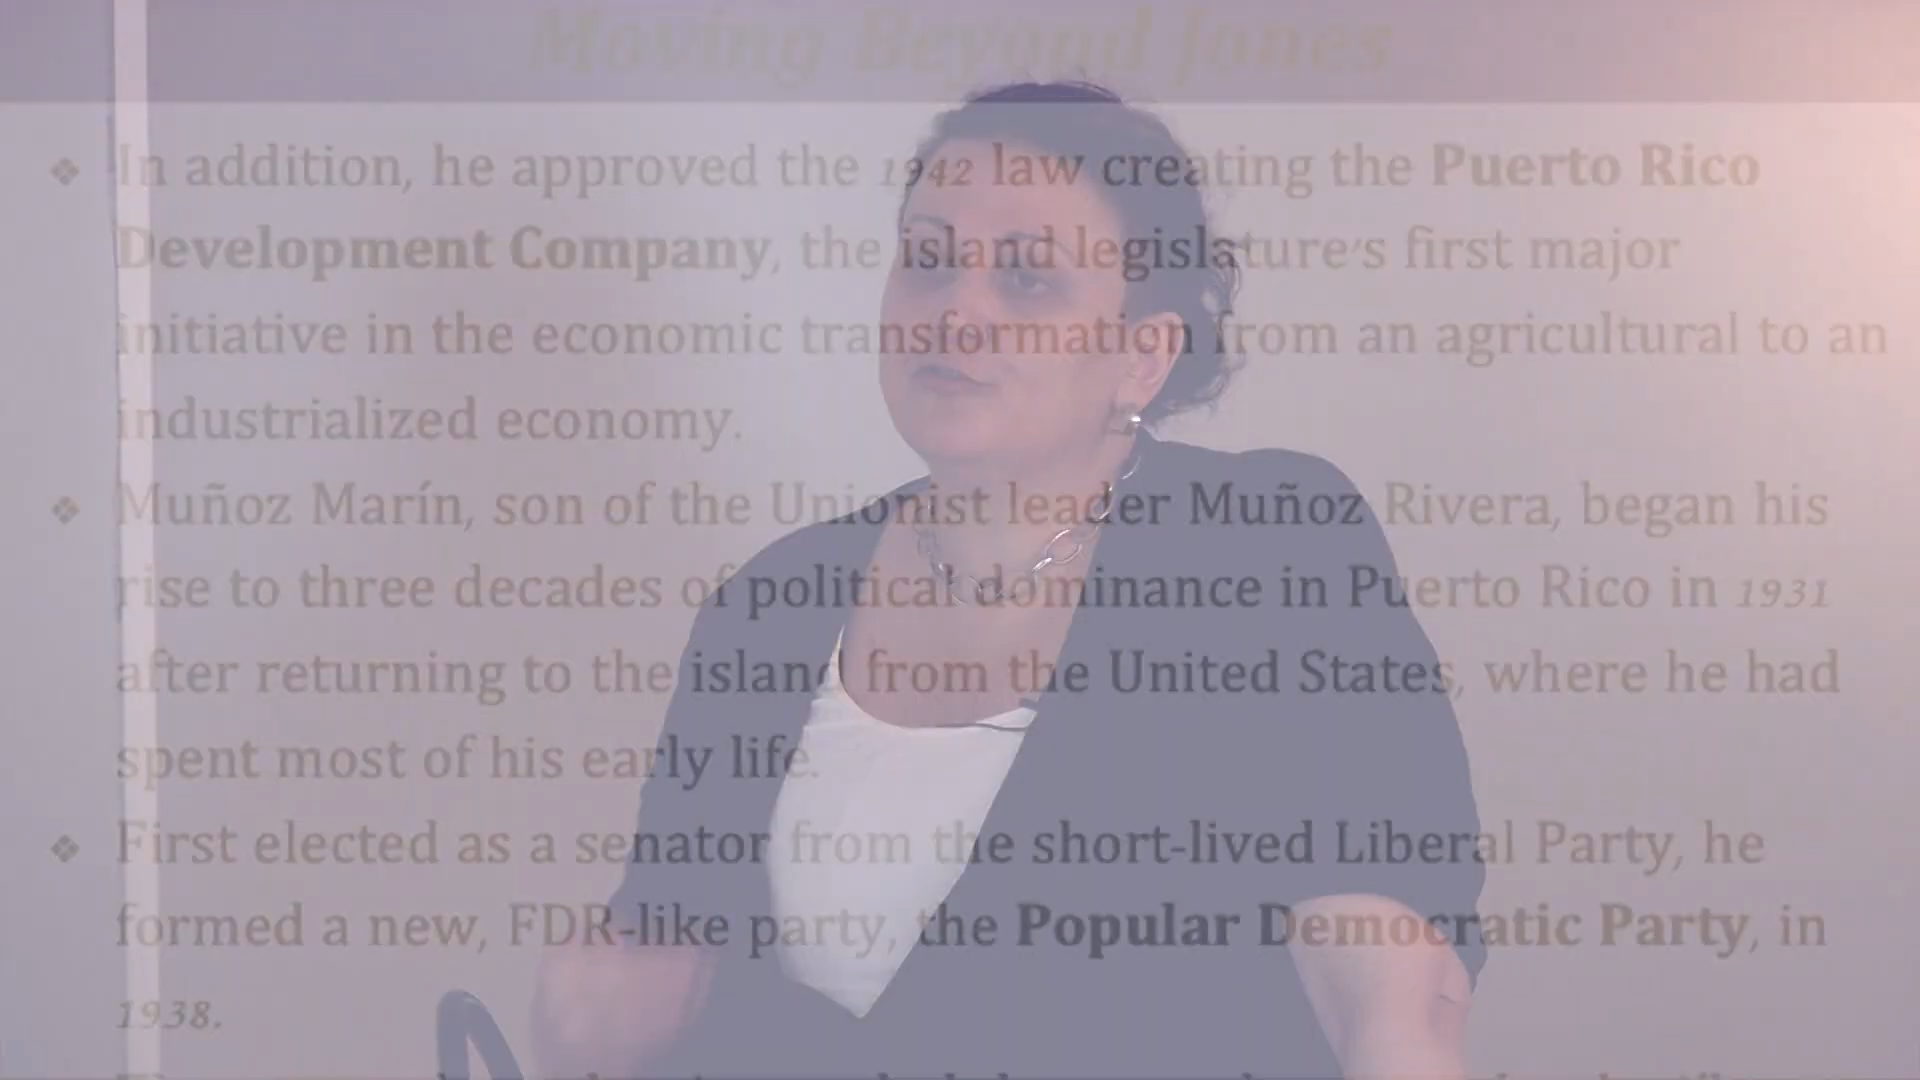 Moving Beyond Jones
❖ In addition, he approved the 1942 law creating the Puerto Rico
Development Company, the island legislature's first major
initiative in the economic transformation from an agricultural to an
industrialized economy.
❖ Muñoz Marín, son of the Unionist leader Muñoz Rivera, began his
rise to three decades of political dominance in Puerto Rico in 1931
after returning to the island from the United States, where he had
spent most of his early life.
❖ First elected as a senator from the short-lived Liberal Party, he
formed a new, FDR-like party, the Popular Democratic Party, in
1938.